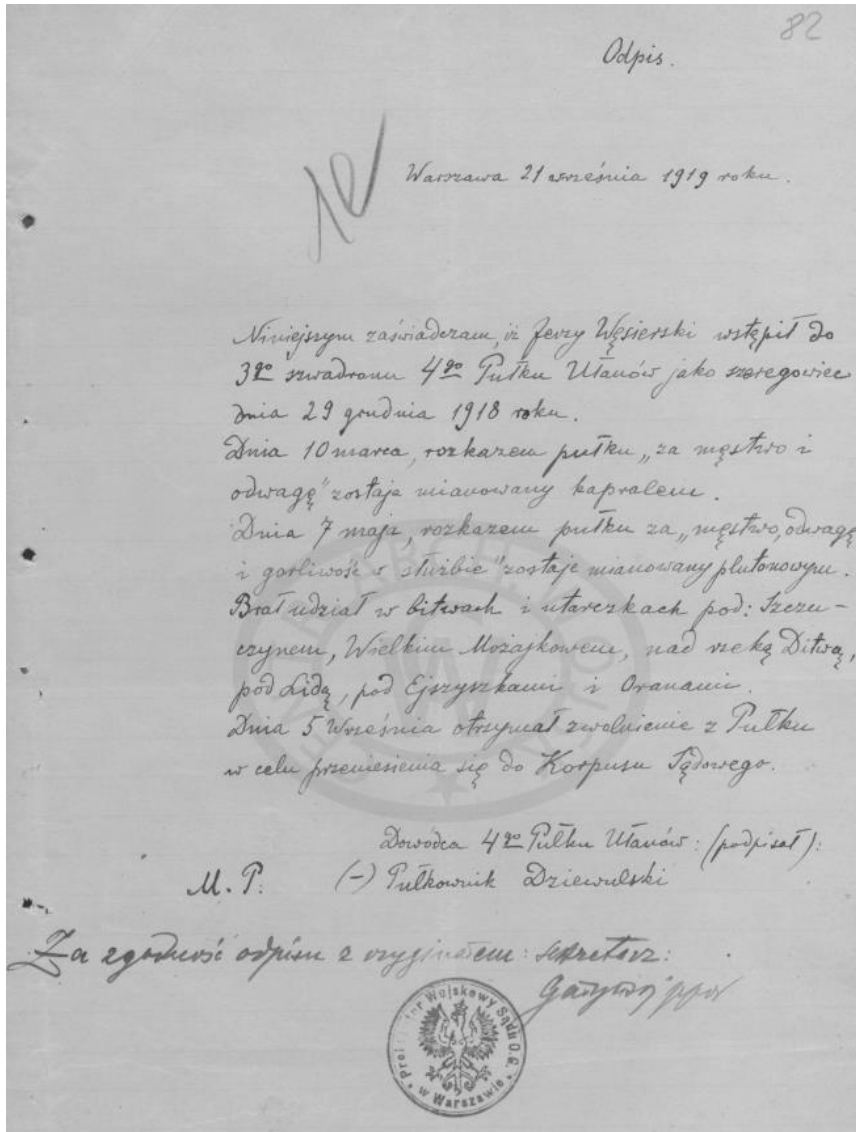 82
Odpis.
Warszawa 21 września 1919 roku.
Niniejszym zaświadczam, iż Jerzy Węsierski wstąpił do
3go szwadronu 4go Pułku Ułanów jako szeregowiec
dnia 29 grudnia 1918 roku.
Dnia 10 marca, rozkazem pułku „za męstwo i
odwagę" zostaje mianowany kapralem.
Dnia 7 maja, rozkazem pułku za „męstwo, odwagę
i gorliwość w służbie" zostaje mianowany plutonowym.
Brał udział w bitwach i utarczkach pod: Szczu-
czynem, Wielkim Możajkowem, nad rzeką Ditwą,
pod Lidą, pod Ejszyszkami i Oranami.
Dnia 5 Września otrzymał zwolnienie z Pułku
w celu przeniesienia się do Korpusu Sądowego.
Dowódca 4go Pułku Ułanów: (podpisał):
M. P. (-) Pułkownik Dziewulski
Za zgodność odpisu z oryginałem: sekretarz:
Wojskowy Sądu O.G.
w Warszawie